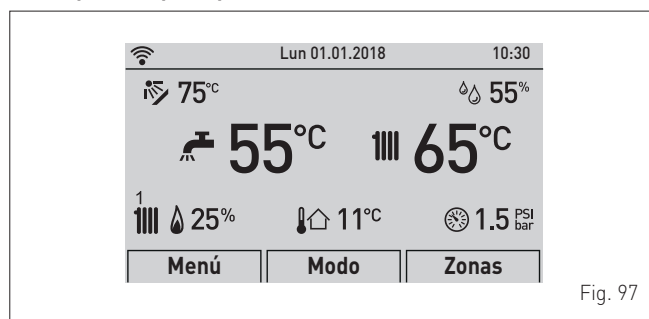 Lun 01.01.2018 10:30
75°C 55%
55°C 65°C
1
25% 11°C 1.5 PSI bar
Menú Modo Zonas
Fig. 97